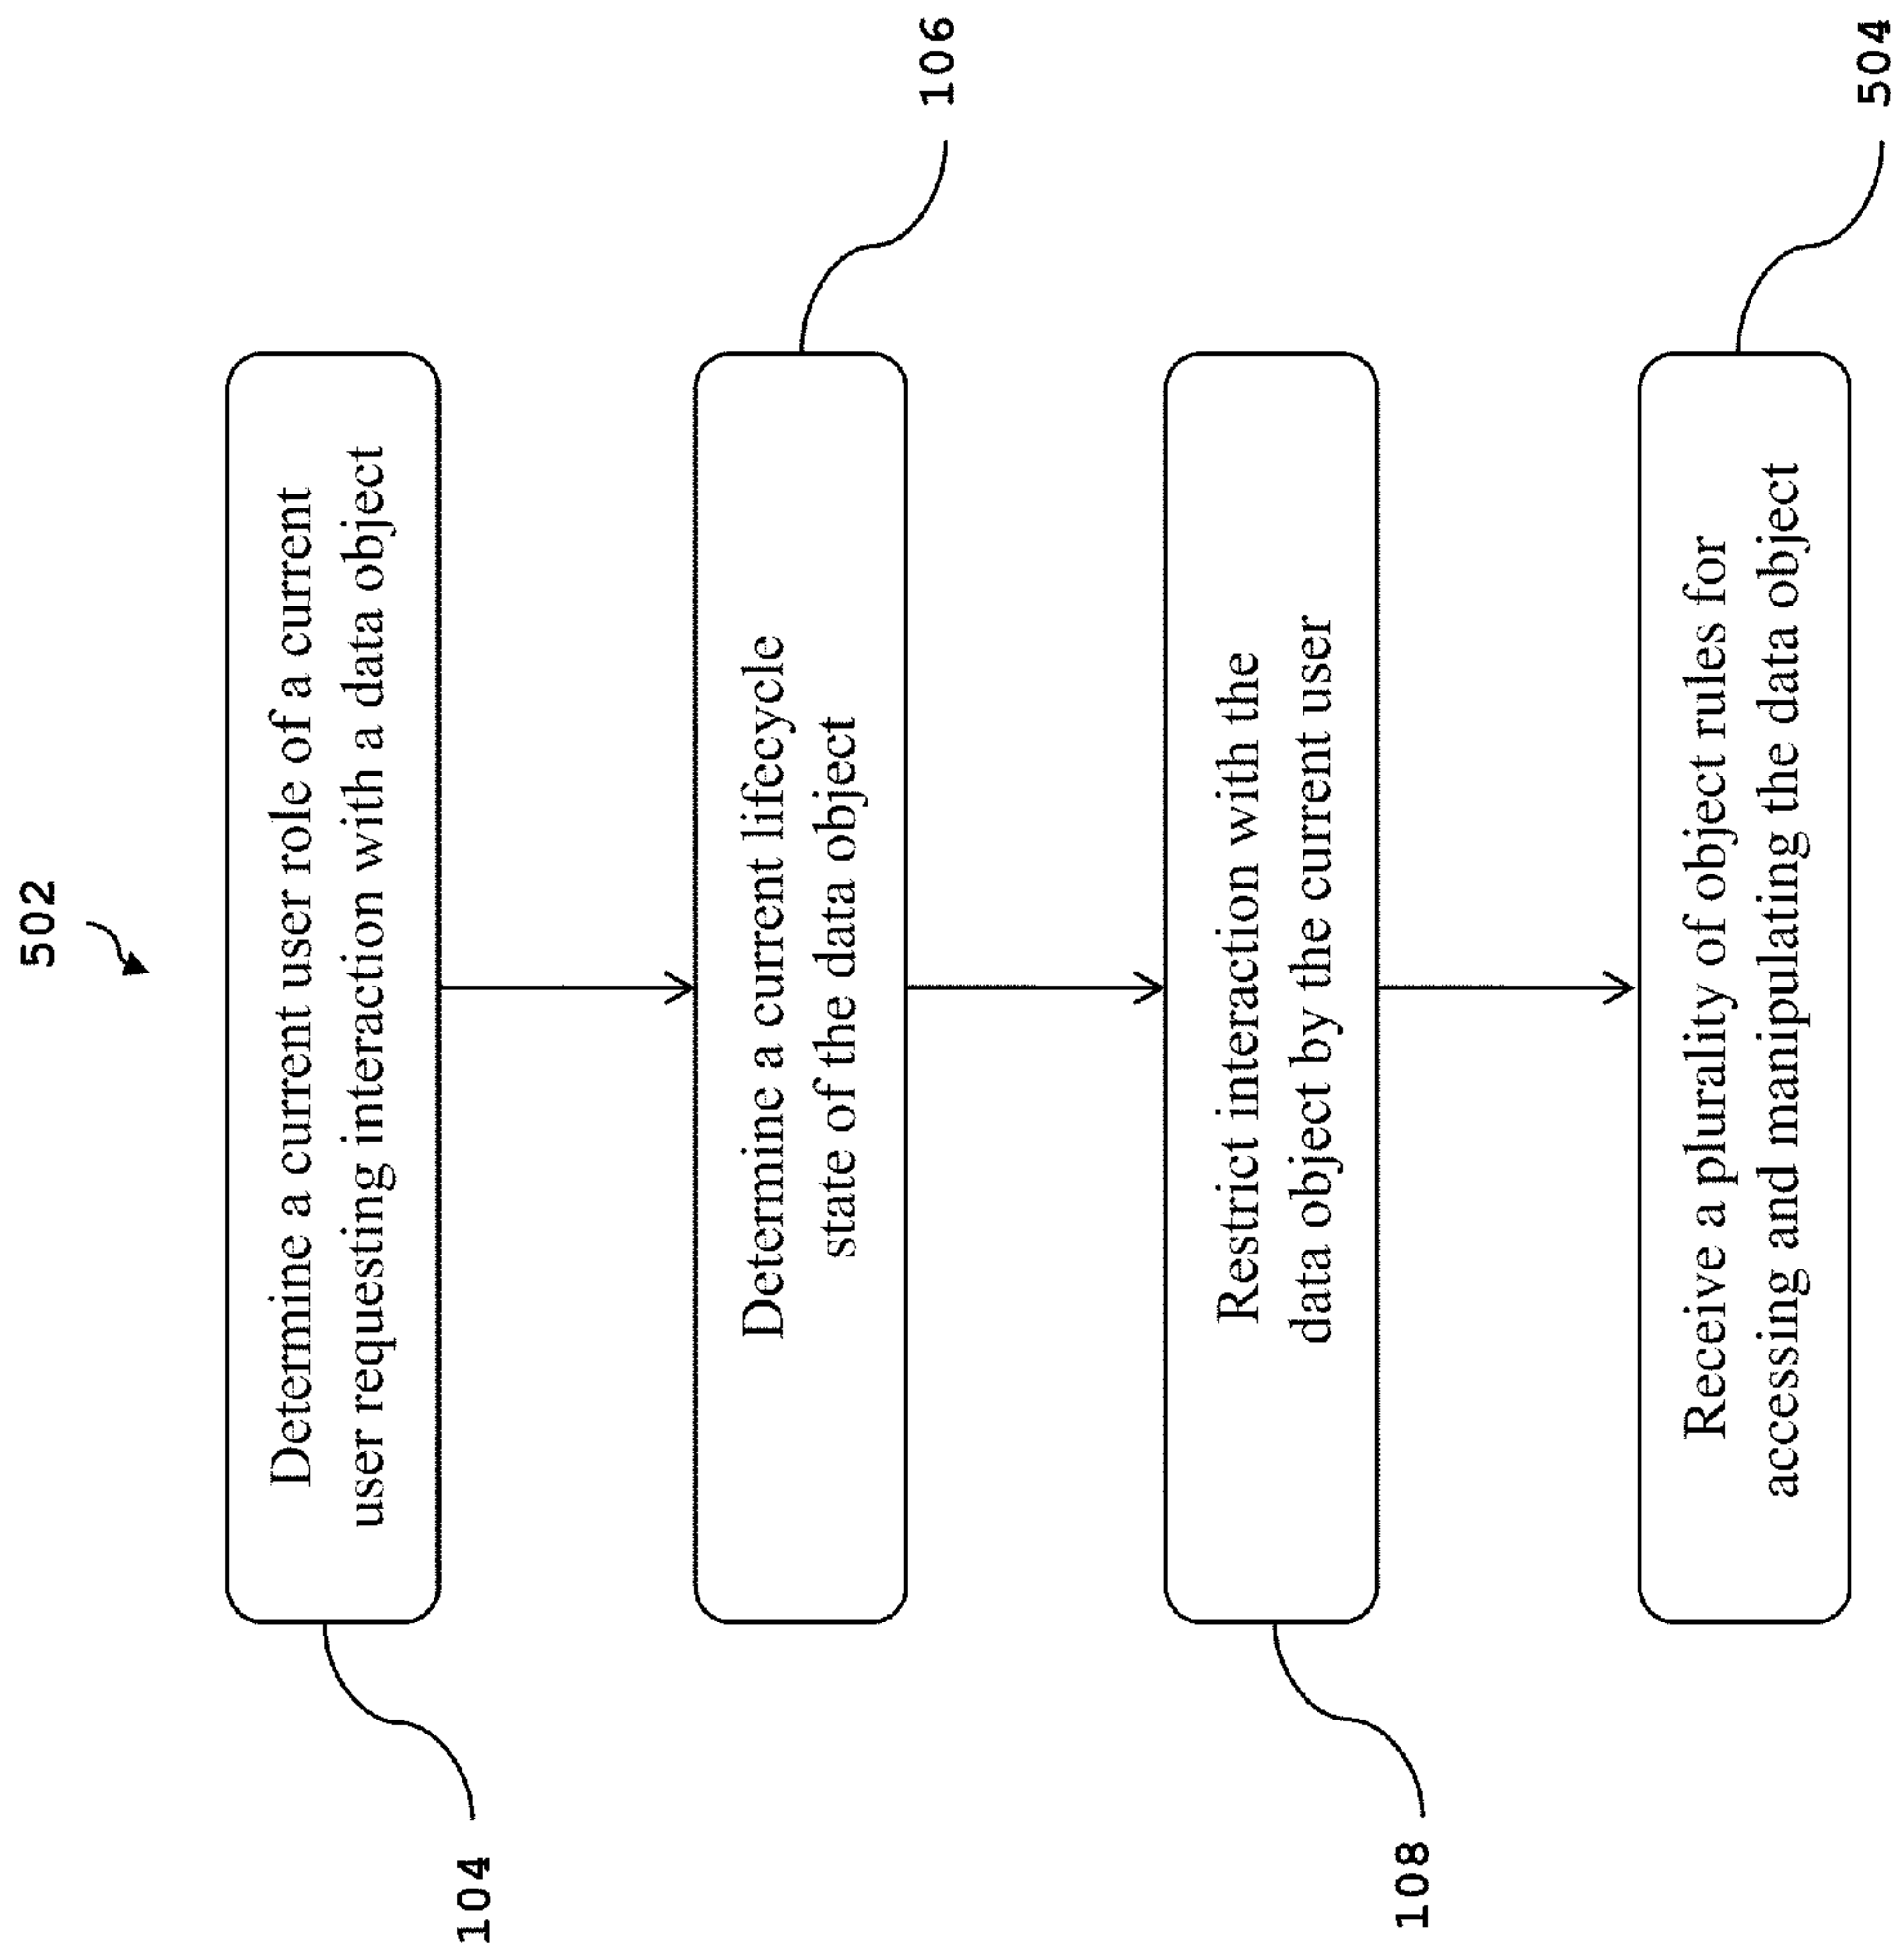 502
Determine a current user role of a current
user requesting interaction with a data object
104
Determine a current lifecycle
state of the data object
106
Restrict interaction with the
data object by the current user
108
Receive a plurality of object rules for
accessing and manipulating the data object
504